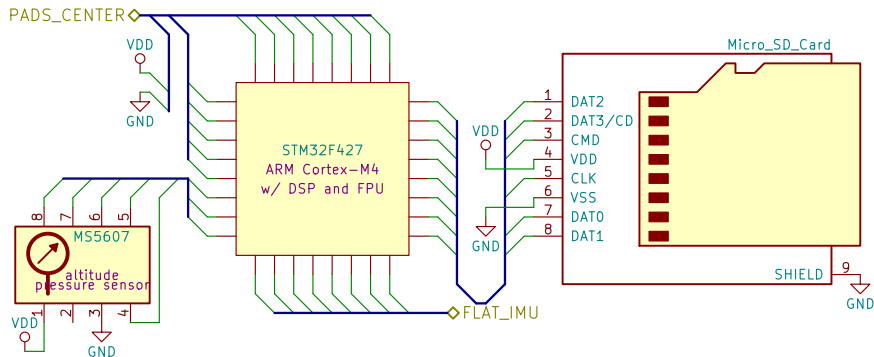 PADS_CENTER
VDD
GND
STM32F427
ARM Cortex-M4
w/ DSP and FPU
Micro_SD_Card
1 DAT2
2 DAT3/CD
3 CMD
VDD
4 VDD
5 CLK
6 VSS
7 DAT0
8 DAT1
GND
SHIELD 9
GND
8 7 6 5
MS5607
altitude
pressure sensor
1 2 3 4
VDD
GND
FLAT_IMU